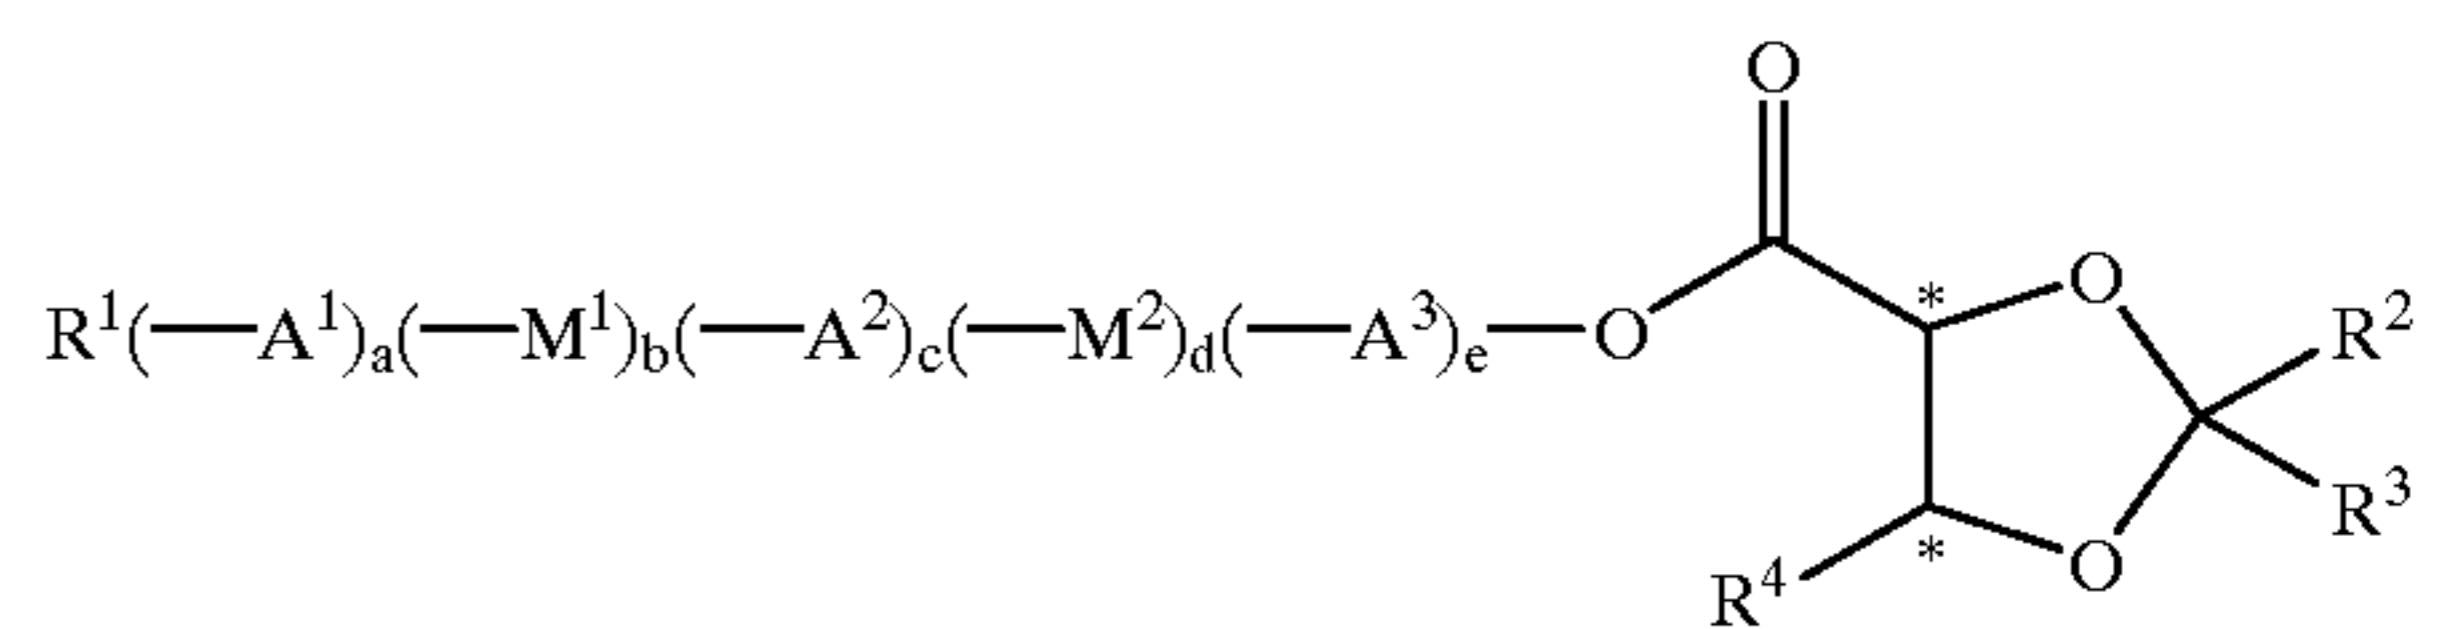 O
R¹(—A¹)ₐ(—M¹)b(—A²)c(—M²)d(—A³)ₑ—O
* O R²
R³
R⁴ * O